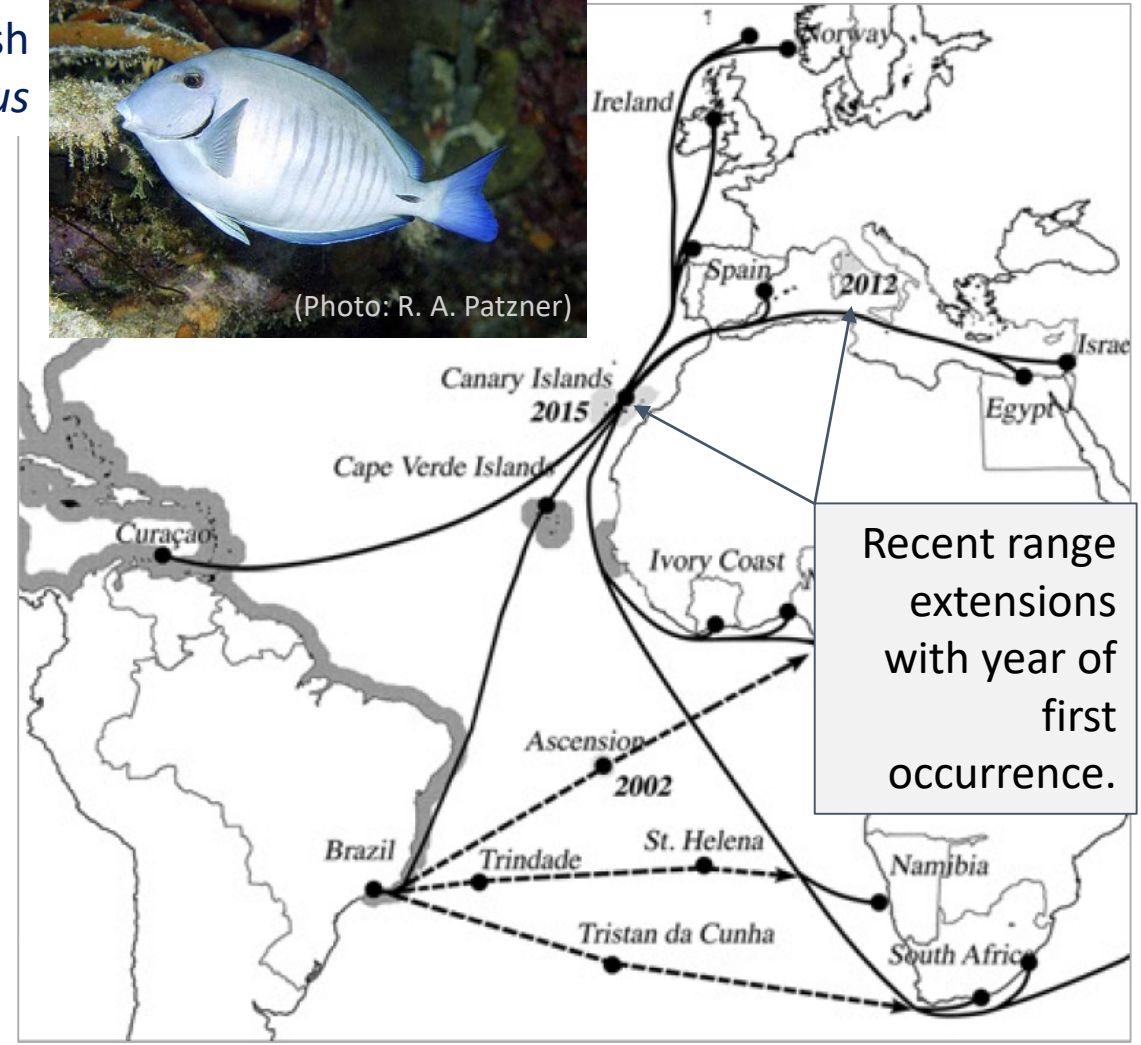 sh
us
(Photo: R. A. Patzner)
Norway
Ireland
Spain
2012
Israe
Canary Islands
2015
Egypt
Cape Verde Islands
Curaçao
Ivory Coast
Recent range
extensions
with year of
first
occurrence.
Ascension
2002
Brazil
Trindade
St. Helena
Namibia
Tristan da Cunha
South Africa